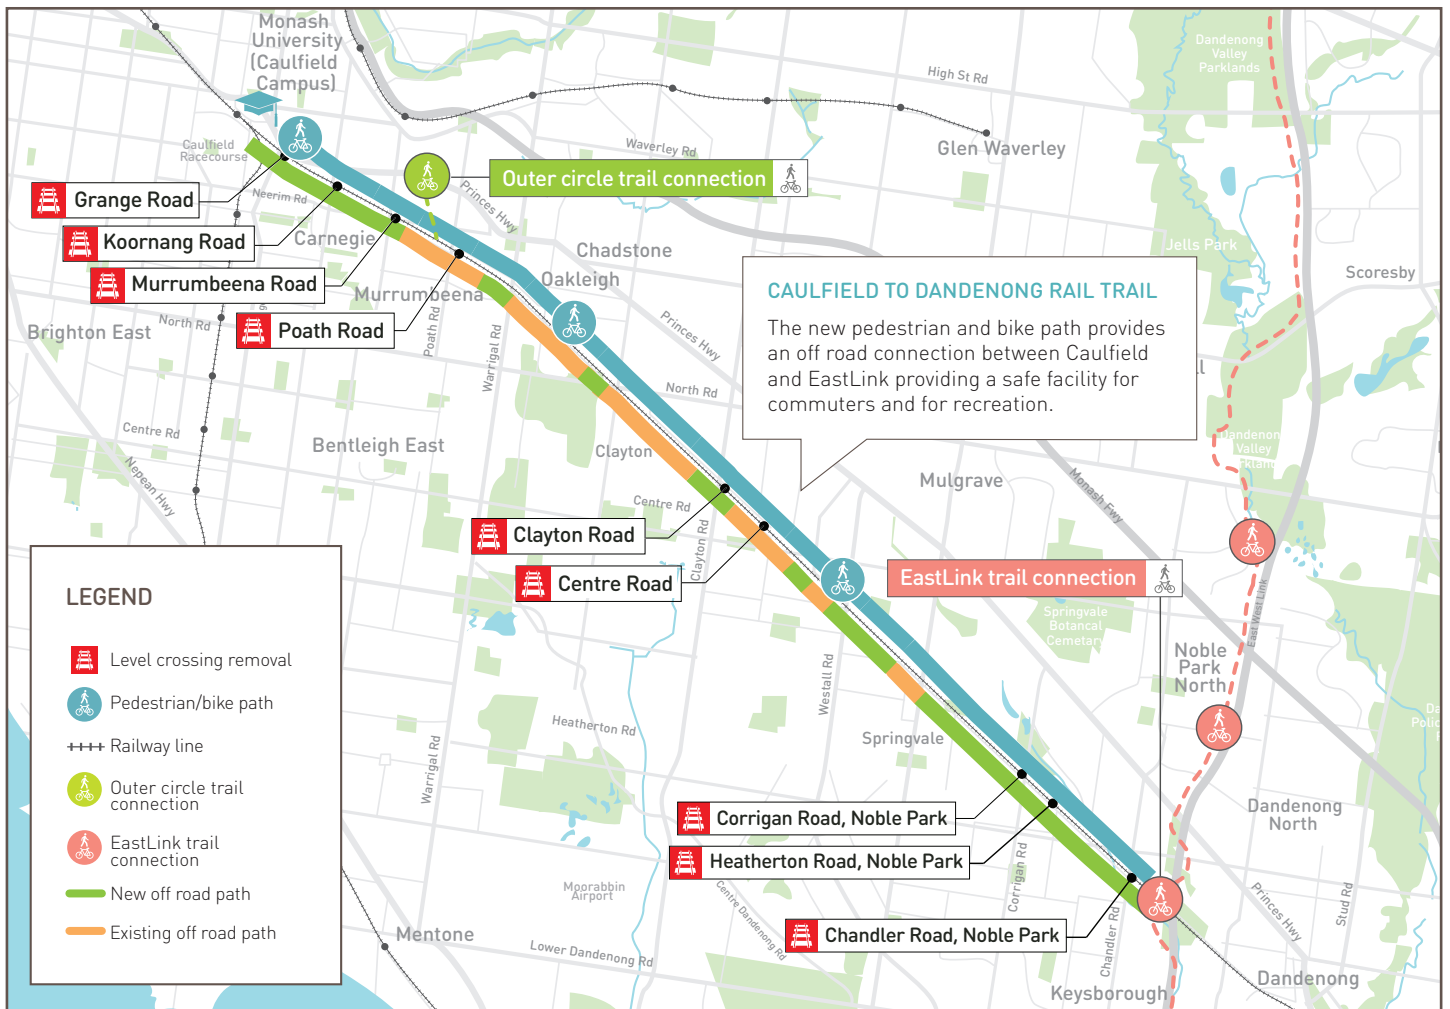 Monash
University
(Caulfield
Campus)
Dandenong
Valley
Parklands
High St Rd
Caulfield
Racecourse
Waverley Rd
Glen Waverley
Outer circle trail connection
Princes Hwy
Grange Road
Neerim Rd
Koornang Road
Carnegie
Chadstone
Jells Park
Scoresby
Murrumbeena Road
Murrumbeena
Oakleigh
CAULFIELD TO DANDENONG RAIL TRAIL
The new pedestrian and bike path provides
an off road connection between Caulfield
and EastLink providing a safe facility for
commuters and for recreation.
Brighton East
North Rd
Poath Road
Poath Rd
Warrigal Rd
Princes Hwy
North Rd
Centre Rd
Bentleigh East
Clayton
Nepean Hwy
Valley
Mulgrave
Monash Fwy
Centre Rd
Clayton Rd
Clayton Road
Centre Road
EastLink trail connection
East West Link
Springvale
Botancal
Cemetary
Noble
Park
North
LEGEND
Level crossing removal
Pedestrian/bike path
Railway line
Outer circle trail
connection
EastLink trail
connection
New off road path
Existing off road path
Westall Rd
Heatherton Rd
Warrigal Rd
Springvale
Dandenong
North
Corrigan Road, Noble Park
Heatherton Road, Noble Park
Corrigan Rd
Moorabbin
Airport
Centre Dandenong Rd
Chandler Road, Noble Park
Chandler Rd
Princes Hwy
Stud Rd
Mentone
Lower Dandenong Rd
Keysborough
Dandenong